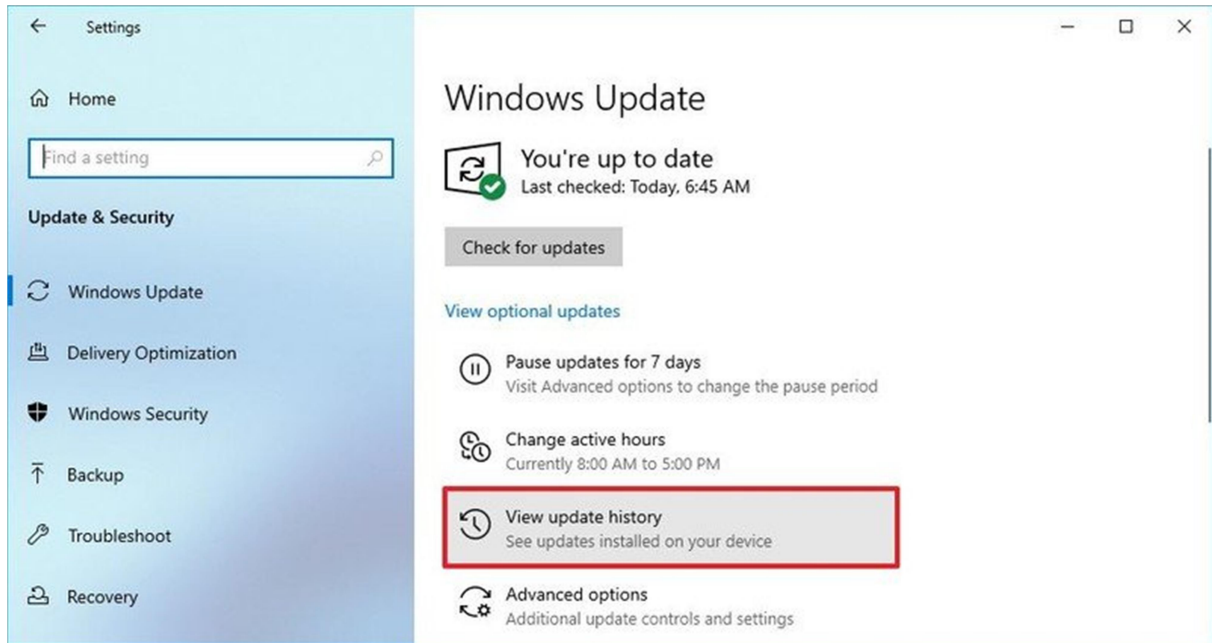 Settings
Home
Find a setting
Update & Security
Windows Update
Delivery Optimization
Windows Security
Backup
Troubleshoot
Recovery
Windows Update
You're up to date
Last checked: Today, 6:45 AM
Check for updates
View optional updates
Pause updates for 7 days
Visit Advanced options to change the pause period
Change active hours
Currently 8:00 AM to 5:00 PM
View update history
See updates installed on your device
Advanced options
Additional update controls and settings